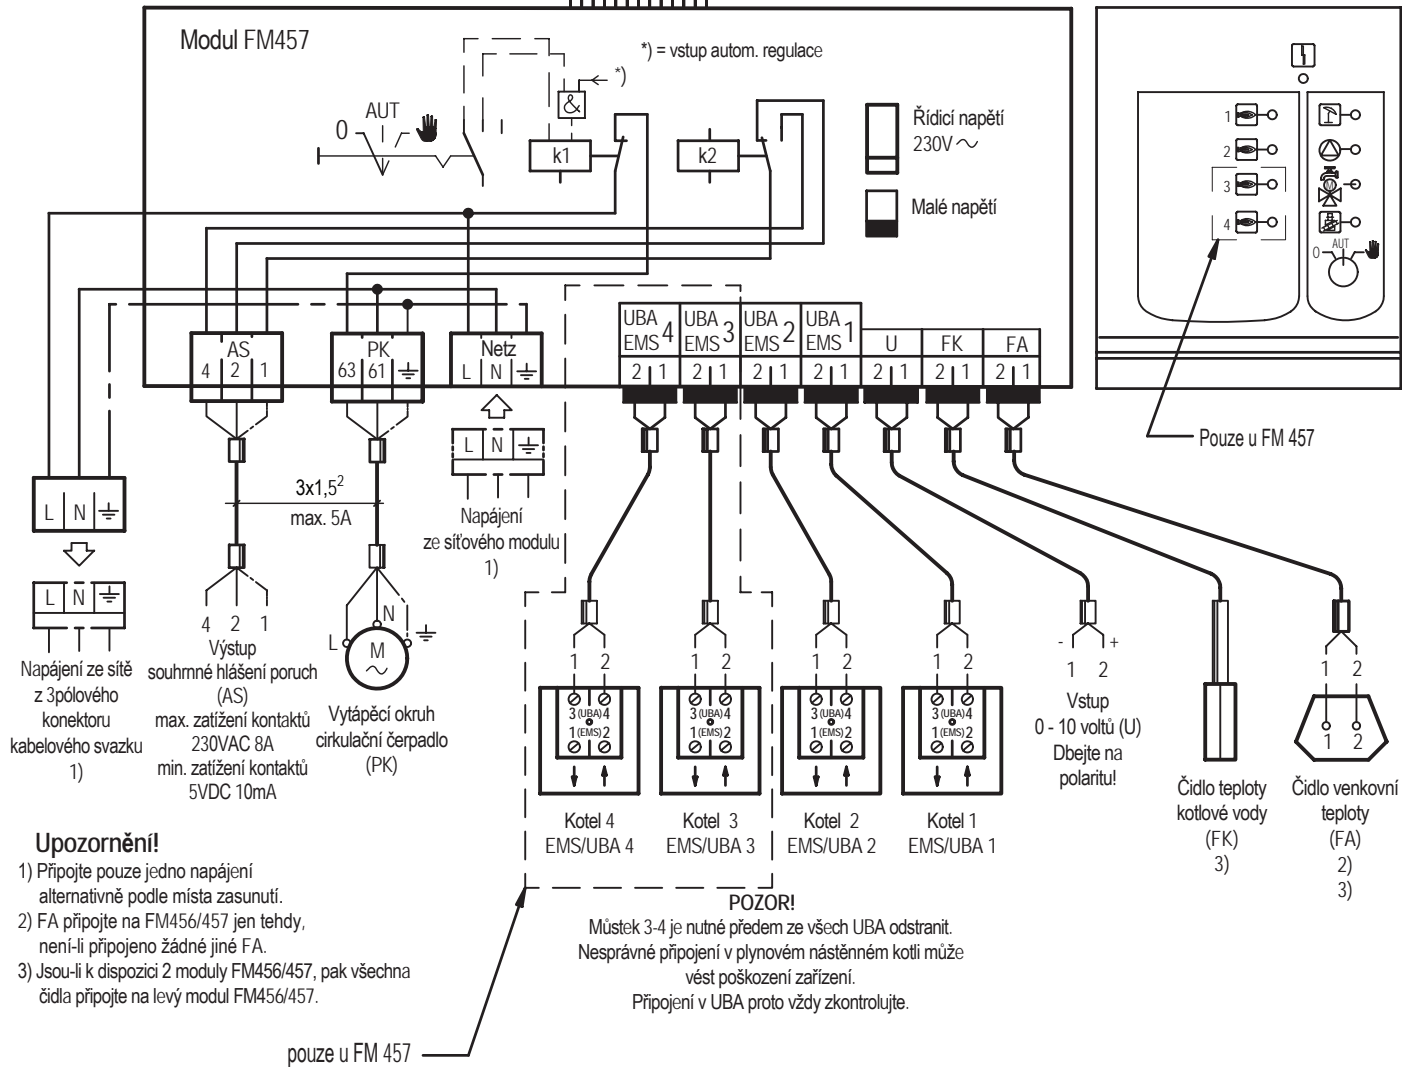 Modul FM457
*) = vstup autom. regulace
*)
&
0 AUT
k1
k2
Řídicí napětí
230V
Malé napětí
1
2
3
4
M
0 AUT
Pouze u FM 457
AS
4 2 1
PK
63 61
Netz
L N
UBA
EMS 4
2 1
UBA
EMS 3
2 1
UBA
EMS 2
2 1
UBA
EMS 1
2 1
U
2 1
FK
2 1
FA
2 1
L N
Napájení
ze síťového modulu
1)
3x1,5²
max. 5A
L N
L N
Napájení ze sítě
z 3pólového
konektoru
kabelového svazku
1)
4 2 1
Výstup
souhrnné hlášení poruch
(AS)
max. zatížení kontaktů
230VAC 8A
min. zatížení kontaktů
5VDC 10mA
L N
M
Vytápěcí okruh
cirkulační čerpadlo
(PK)
1 2
3 (UBA) 4
1 (EMS) 2
Kotel 4
EMS/UBA 4
1 2
3 (UBA) 4
1 (EMS) 2
Kotel 3
EMS/UBA 3
1 2
3 (UBA) 4
1 (EMS) 2
Kotel 2
EMS/UBA 2
1 2
3 (UBA) 4
1 (EMS) 2
Kotel 1
EMS/UBA 1
- +
1 2
Vstup
0 - 10 voltů (U)
Dbejte na
polaritu!
Čidlo teploty
kotlové vody
(FK)
3)
1 2
1 2
Čidlo venkovní
teploty
(FA)
2)
3)
Upozornění!
1) Připojte pouze jedno napájení
alternativně podle místa zasunutí.
2) FA připojte na FM456/457 jen tehdy,
není-li připojeno žádné jiné FA.
3) Jsou-li k dispozici 2 moduly FM456/457, pak všechna
čidla připojte na levý modul FM456/457.
POZOR!
Můstek 3-4 je nutné předem ze všech UBA odstranit.
Nesprávné připojení v plynovém nástěnném kotli může
vést poškození zařízení.
Připojení v UBA proto vždy zkontrolujte.
pouze u FM 457